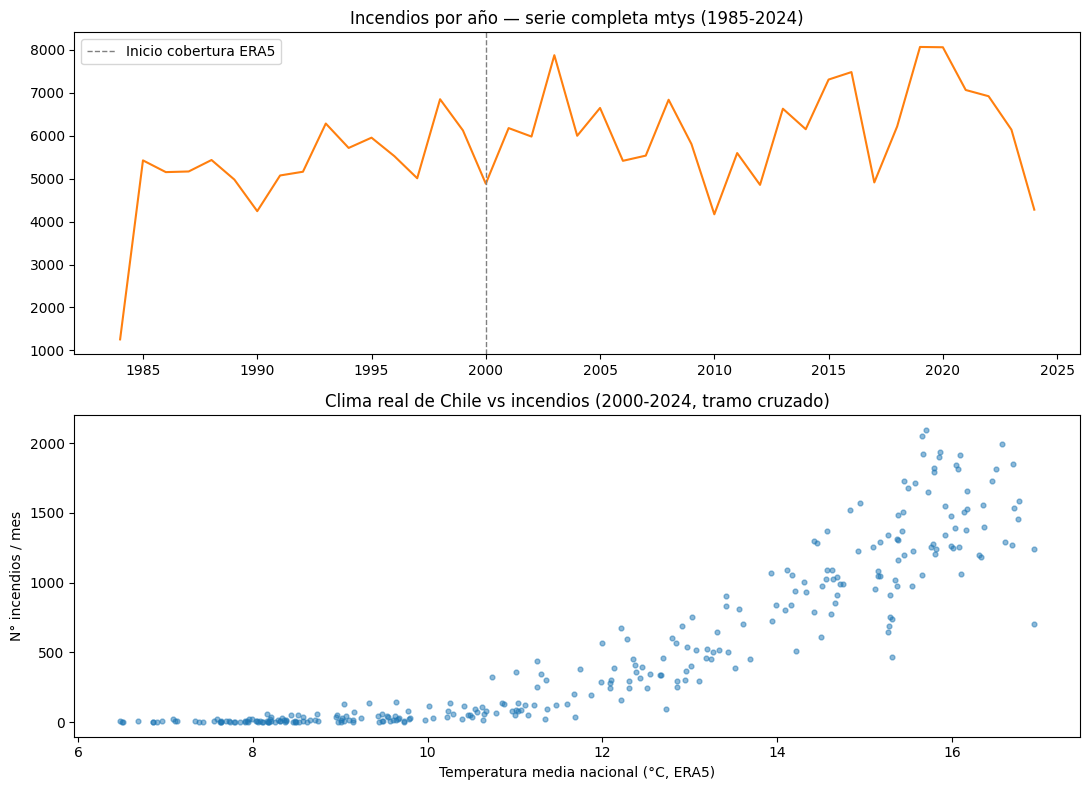 Incendios por año — serie completa mtys (1985-2024)
Inicio cobertura ERA5
8000
7000
6000
5000
4000
3000
2000
1000
1985 1990 1995 2000 2005 2010 2015 2020 2025
Clima real de Chile vs incendios (2000-2024, tramo cruzado)
N° incendios / mes
2000
1500
1000
500
0
6 8 10 12 14 16
Temperatura media nacional (°C, ERA5)